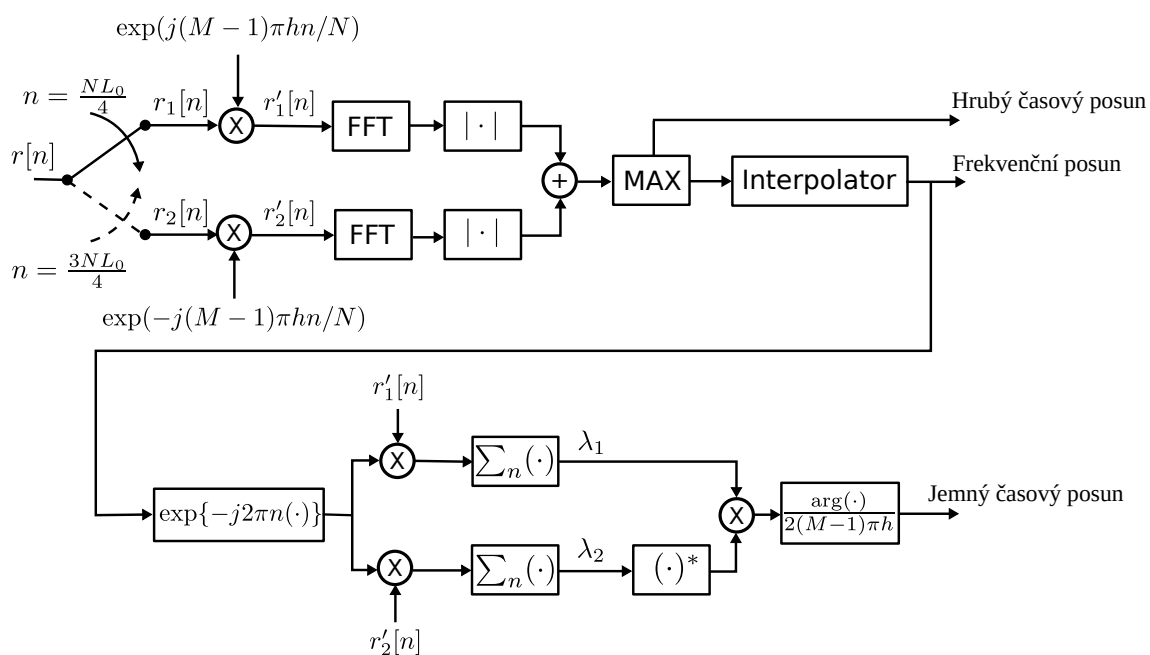 exp(j(M − 1)πhn/N)
n = NL₀/4
r₁[n]
r′₁[n]
FFT
| · |
Hrubý časový posun
r[n]
+
MAX
Interpolator
Frekvenční posun
X
r₂[n]
r′₂[n]
FFT
| · |
X
n = 3NL₀/4
exp(−j(M − 1)πhn/N)
r′₁[n]
X
∑ₙ(·)
λ₁
exp{−j2πn(·)}
X
arg(·)/2(M−1)πh
Jemný časový posun
X
∑ₙ(·)
λ₂
(·)*
r′₂[n]